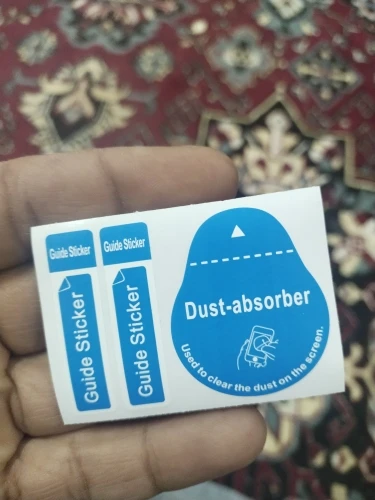 Guide Sticker
Guide Sticker
Guide Sticker
Guide Sticker
Dust-absorber
Used to clear the dust on the screen.